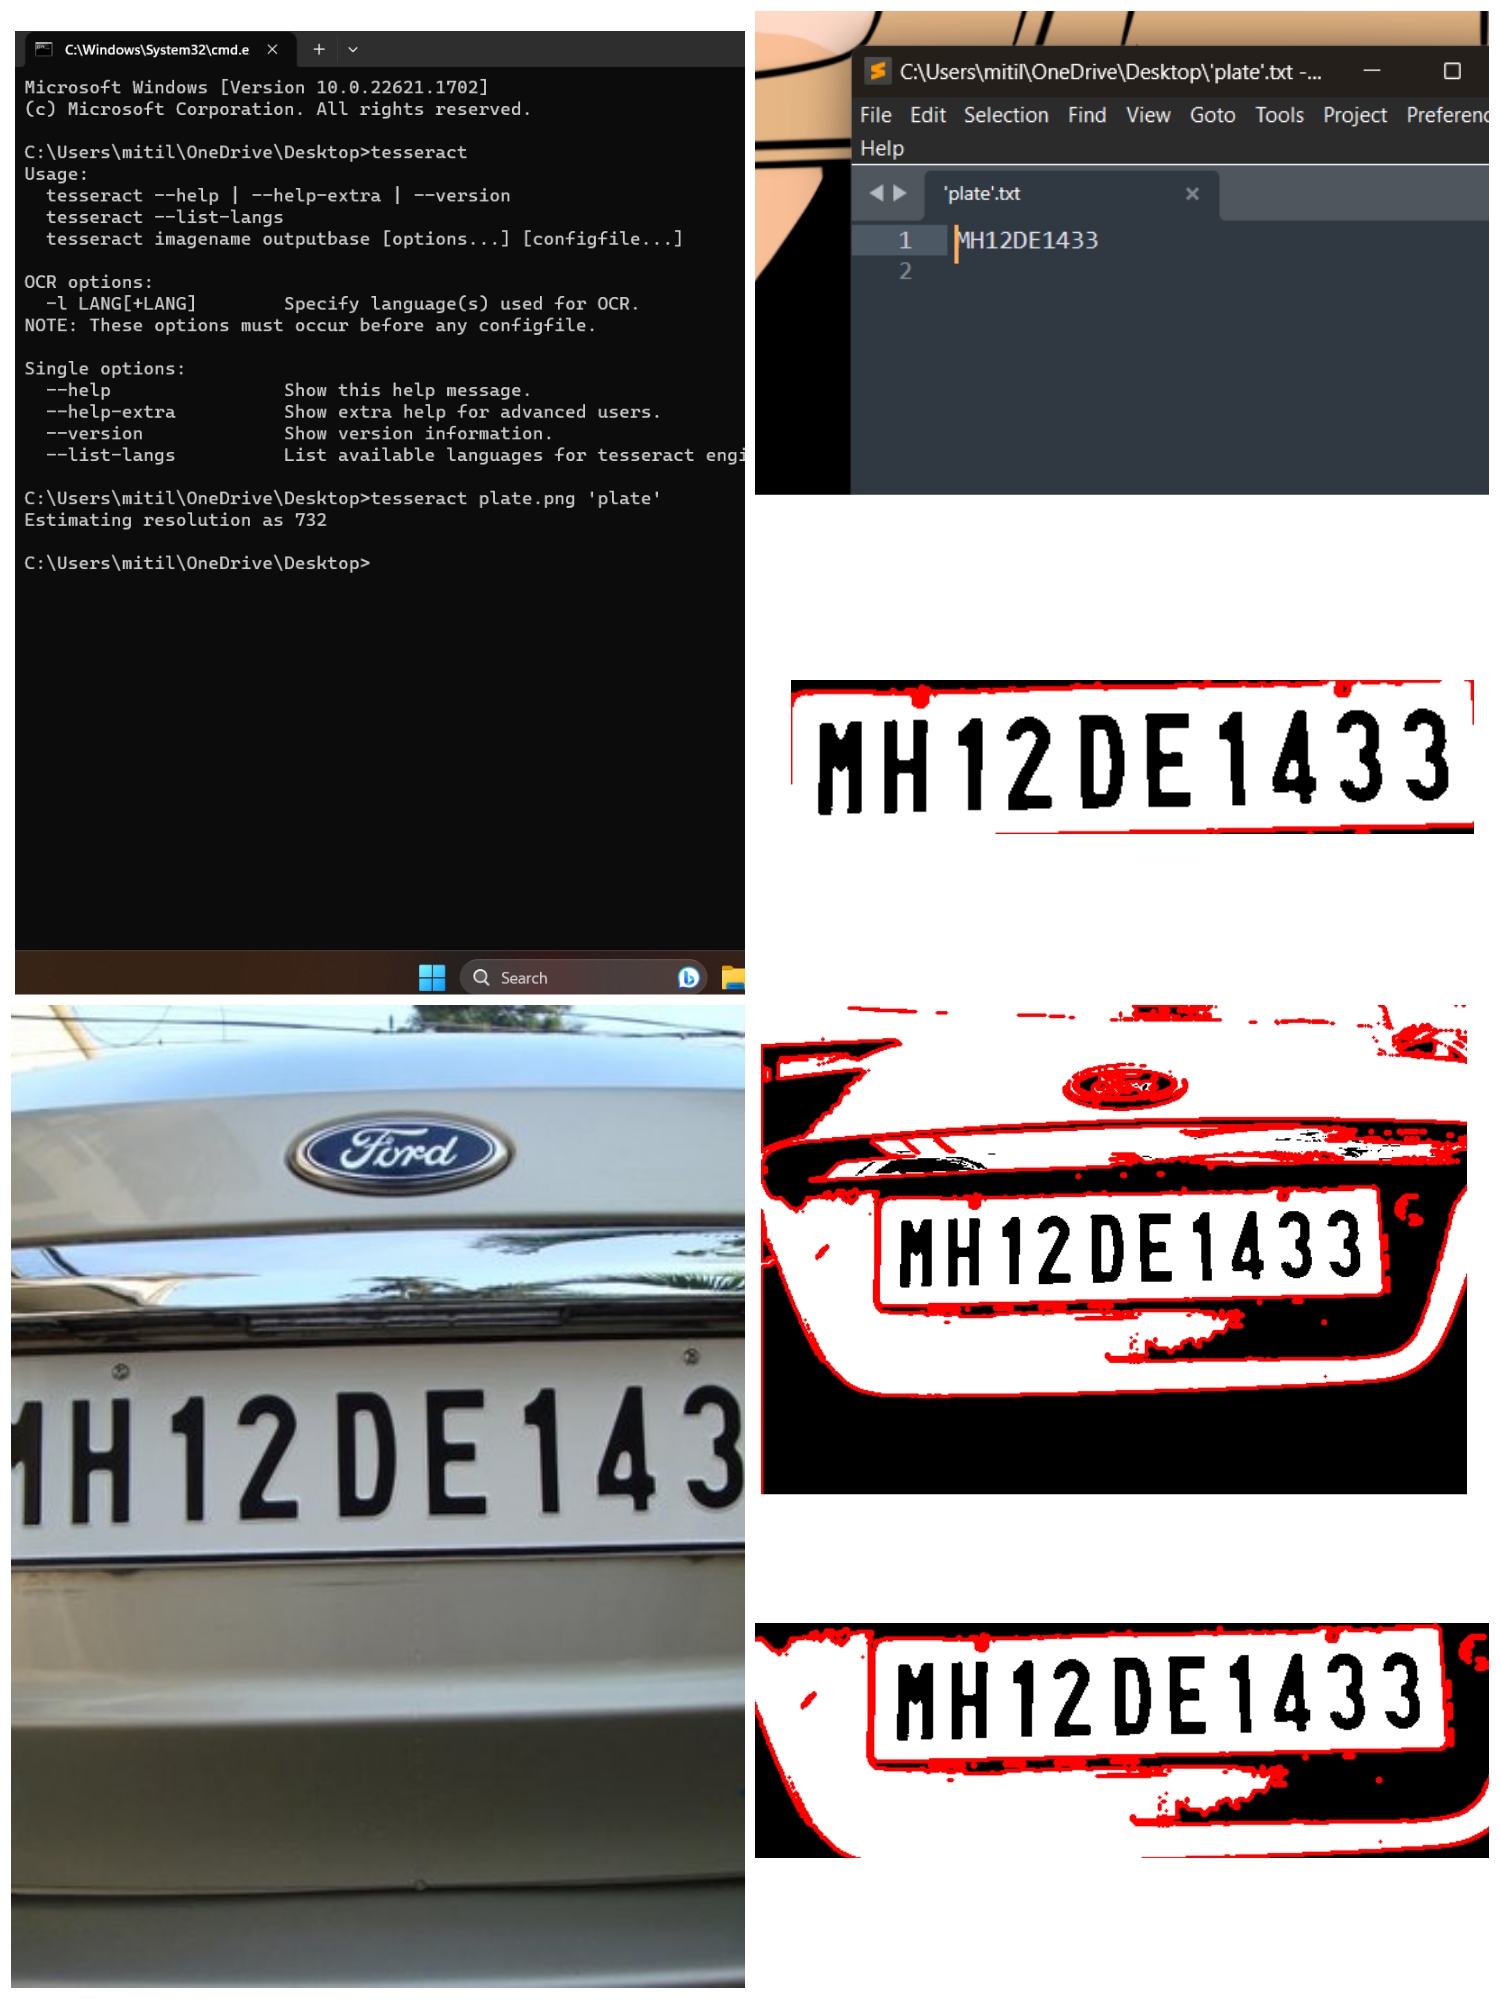 C:\Windows\System32\cmd.e
Microsoft Windows [Version 10.0.22621.1702]
(c) Microsoft Corporation. All rights reserved.
C:\Users\mitil\OneDrive\Desktop>tesseract
Usage:
  tesseract --help | --help-extra | --version
  tesseract --list-langs
  tesseract imagename outputbase [options...] [configfile...]
OCR options:
  -l LANG[+LANG]        Specify language(s) used for OCR.
NOTE: These options must occur before any configfile.
Single options:
  --help                Show this help message.
  --help-extra          Show extra help for advanced users.
  --version             Show version information.
  --list-langs          List available languages for tesseract engi
C:\Users\mitil\OneDrive\Desktop>tesseract plate.png 'plate'
Estimating resolution as 732
C:\Users\mitil\OneDrive\Desktop>
Search
C:\Users\mitil\OneDrive\Desktop\'plate'.txt -...
File Edit Selection Find View Goto Tools Project Preferenc
Help
'plate'.txt
1 MH12DE1433
2
MH12DE1433
Ford
MH12DE143
MH12DE1433
MH12DE1433